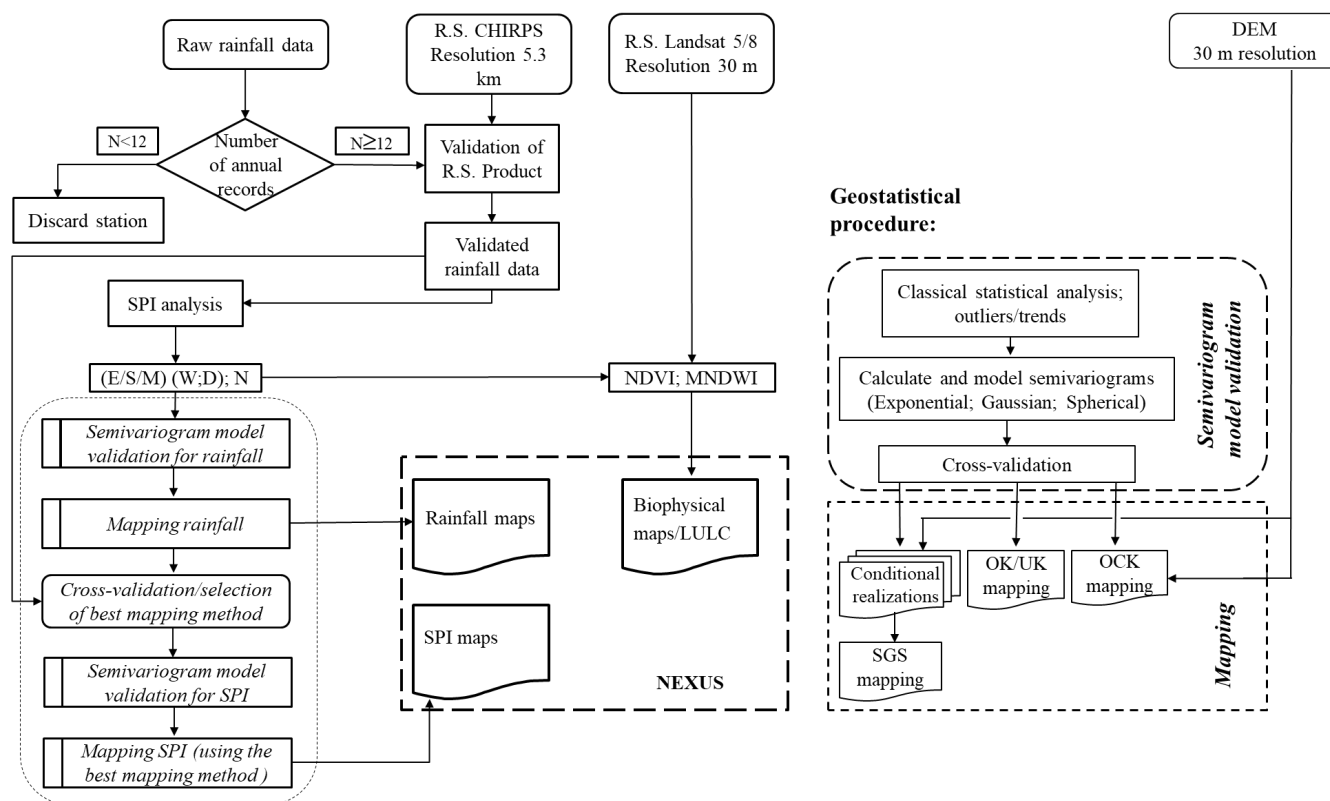 Raw rainfall data
R.S. CHIRPS
Resolution 5.3
km
R.S. Landsat 5/8
Resolution 30 m
DEM
30 m resolution
N<12
Number
of annual
records
N≥12
Validation of
R.S. Product
Discard station
Validated
rainfall data
SPI analysis
(E/S/M) (W;D); N
NDVI; MNDWI
Semivariogram model
validation for rainfall
Mapping rainfall
Cross-validation/selection
of best mapping method
Semivariogram model
validation for SPI
Mapping SPI (using the
best mapping method )
Rainfall maps
Biophysical
maps/LULC
SPI maps
NEXUS
Geostatistical
procedure:
Classical statistical analysis;
outliers/trends
Calculate and model semivariograms
(Exponential; Gaussian; Spherical)
Cross-validation
Semivariogram
model validation
Conditional
realizations
OK/UK
mapping
OCK
mapping
SGS
mapping
Mapping